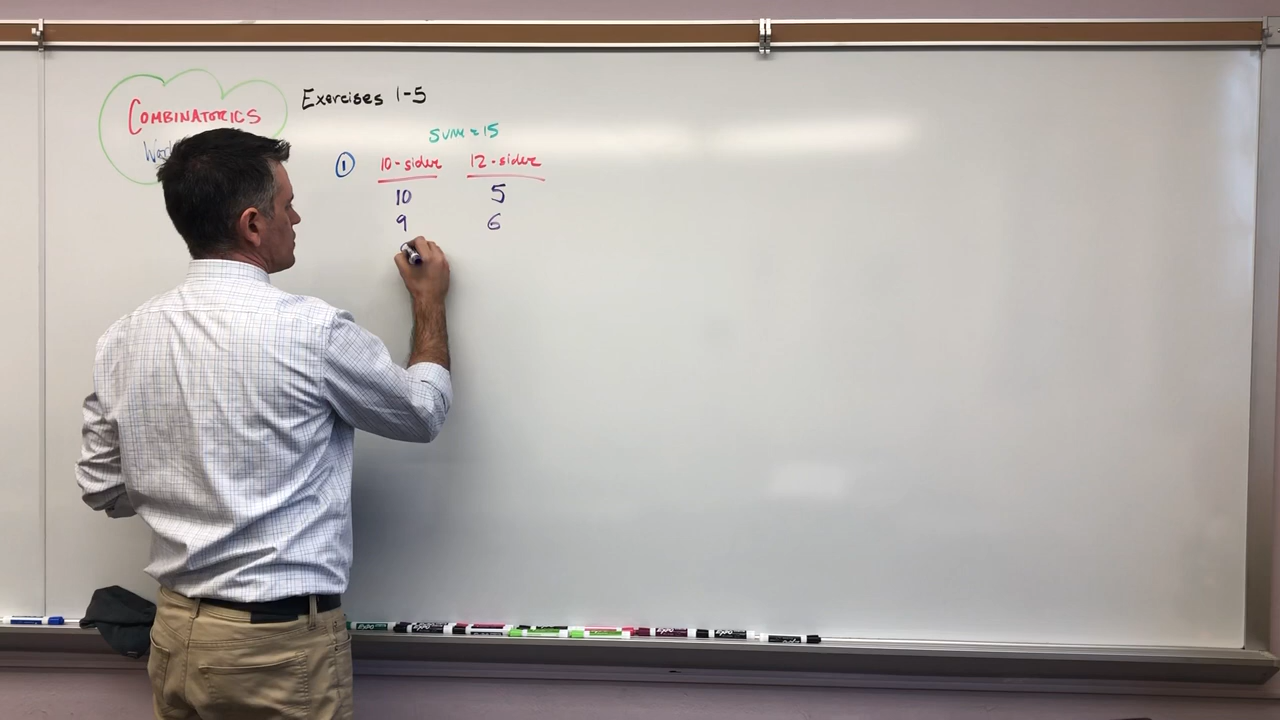 COMBINATORICS
Exercises 1-5
SUM = 15
① 10-sider 12-sider
10 5
9 6